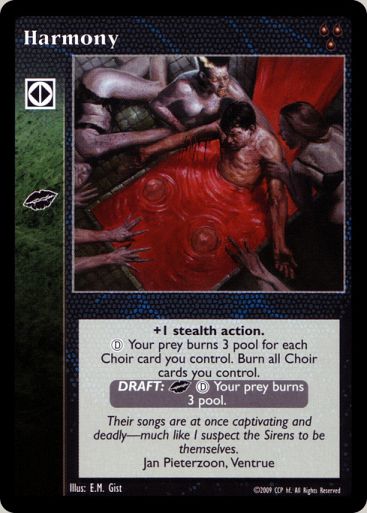 Harmony
+1 stealth action.
Ⓓ Your prey burns 3 pool for each
Choir card you control. Burn all Choir
cards you control.
DRAFT: Ⓓ Your prey burns
3 pool.
Their songs are at once captivating and
deadly—much like I suspect the Sirens to be
themselves.
Jan Pieterzoon, Ventrue
Illus: E.M. Gist
©2009 CCP hf. All Rights Reserved